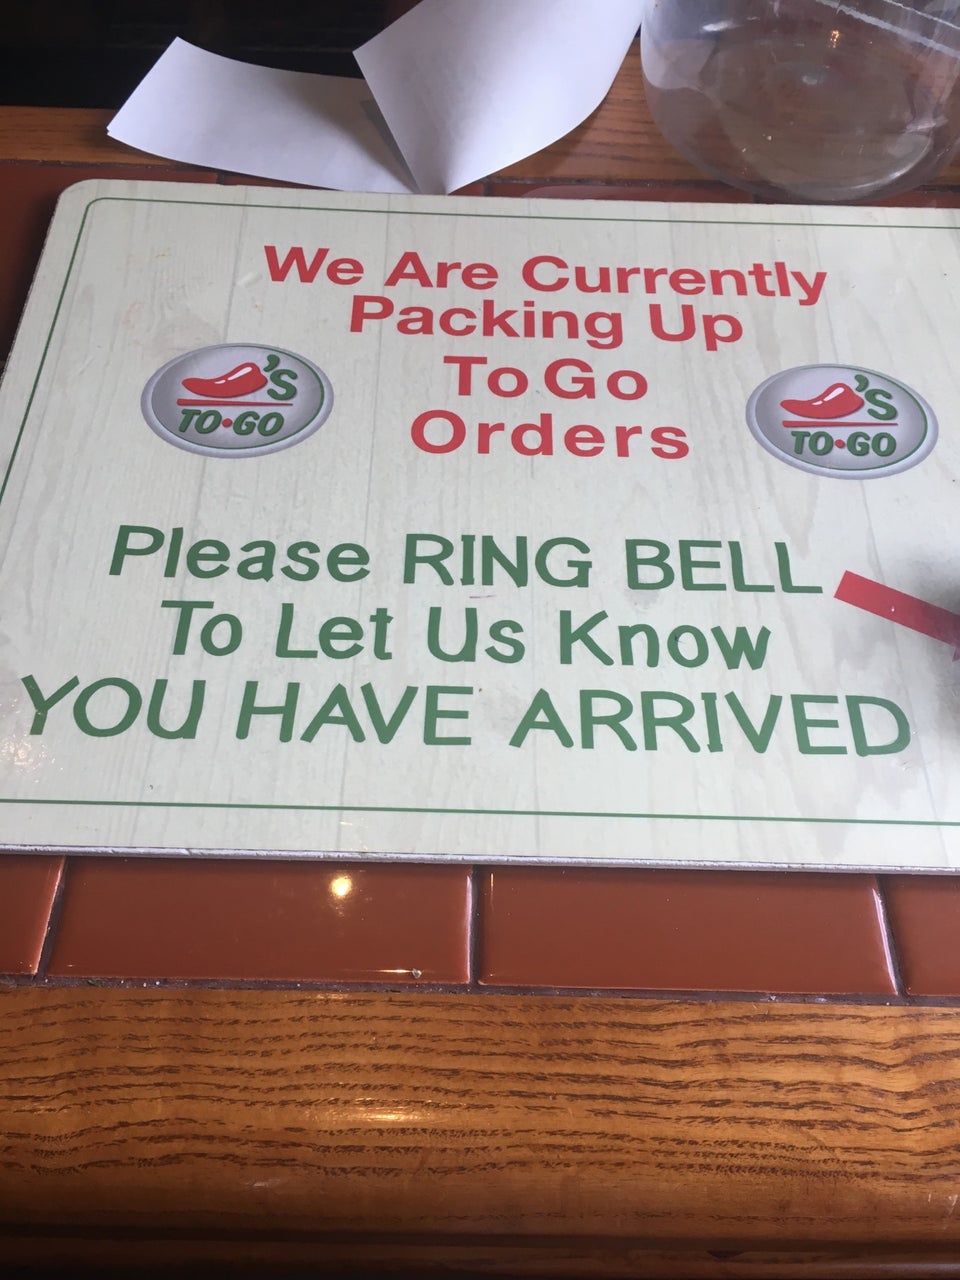 We Are Currently
Packing Up
To Go
Orders
'S
TO•GO
'S
TO•GO
Please RING BELL
To Let Us Know
YOU HAVE ARRIVED